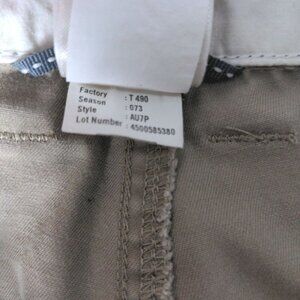 Factory : T 490
Season : 073
Style : AU7P
Lot Number : 4500585380